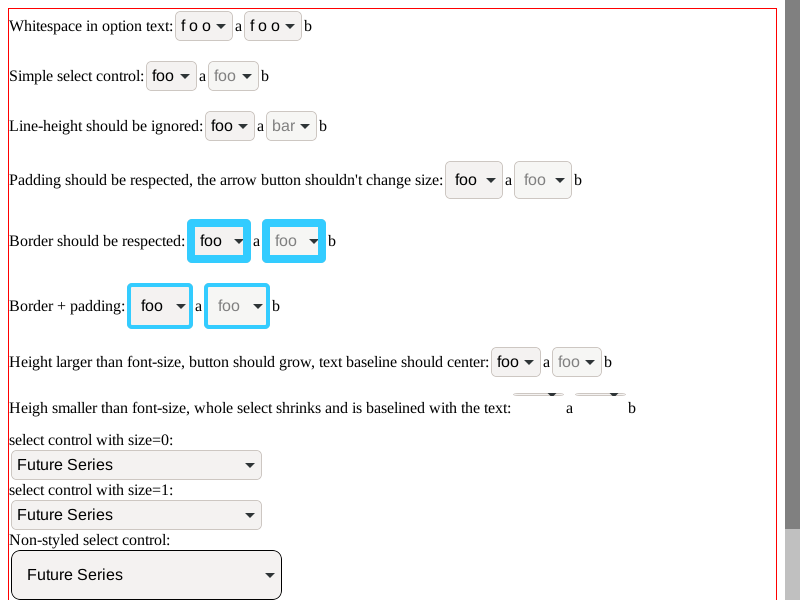 Whitespace in option text: f o o a f o o b
Simple select control: foo a foo b
Line-height should be ignored: foo a bar b
Padding should be respected, the arrow button shouldn't change size: foo a foo b
Border should be respected: foo a foo b
Border + padding: foo a foo b
Height larger than font-size, button should grow, text baseline should center: foo a foo b
Heigh smaller than font-size, whole select shrinks and is baselined with the text: a b
select control with size=0:
Future Series
select control with size=1:
Future Series
Non-styled select control:
Future Series